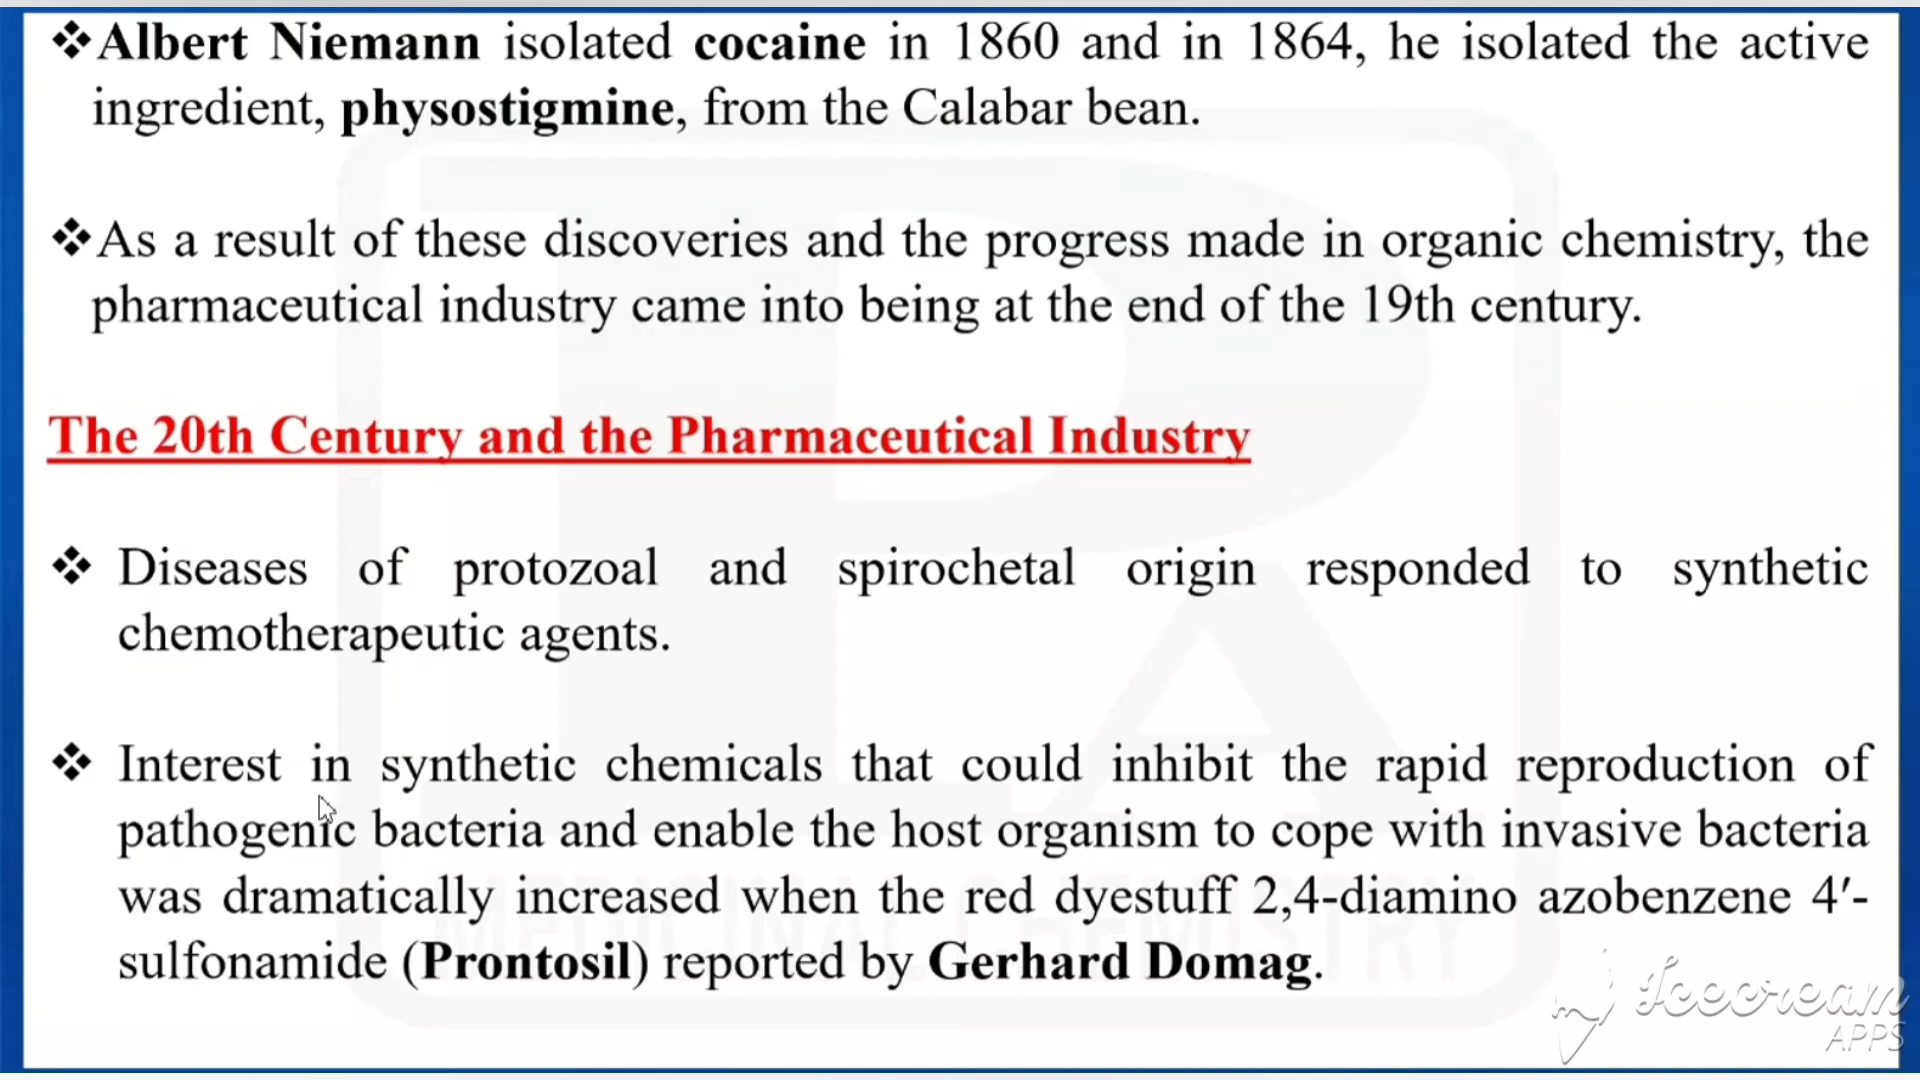 ❖Albert Niemann isolated cocaine in 1860 and in 1864, he isolated the active
ingredient, physostigmine, from the Calabar bean.
❖As a result of these discoveries and the progress made in organic chemistry, the
pharmaceutical industry came into being at the end of the 19th century.
The 20th Century and the Pharmaceutical Industry
❖ Diseases of protozoal and spirochetal origin responded to synthetic
chemotherapeutic agents.
❖ Interest in synthetic chemicals that could inhibit the rapid reproduction of
pathogenic bacteria and enable the host organism to cope with invasive bacteria
was dramatically increased when the red dyestuff 2,4-diamino azobenzene 4′-
sulfonamide (Prontosil) reported by Gerhard Domag.
MEDICINAL CHEMISTRY
Icecream
APPS